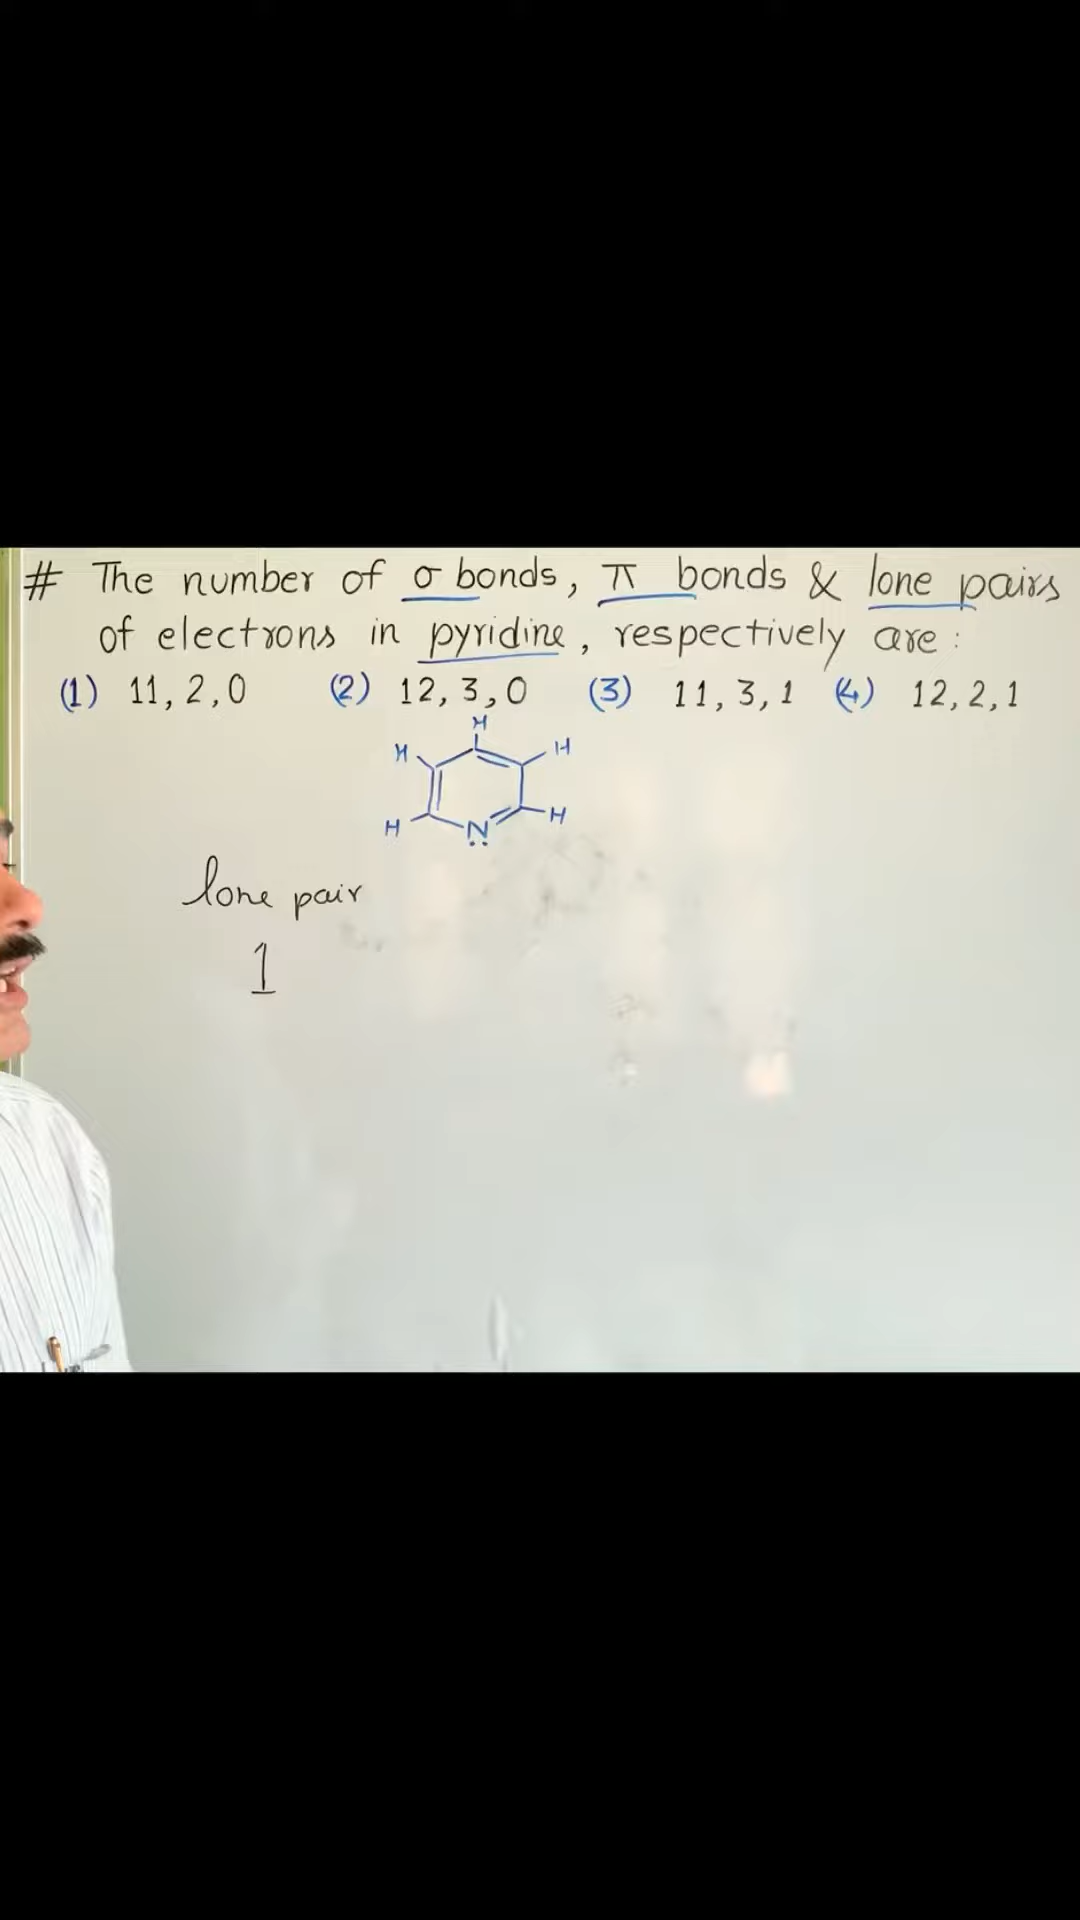 # The number of σ bonds, π bonds & lone pairs
of electrons in pyridine, respectively are:
(1) 11, 2, 0 (2) 12, 3, 0 (3) 11, 3, 1 (4) 12, 2, 1
H
H H
H N H
lone pair
1